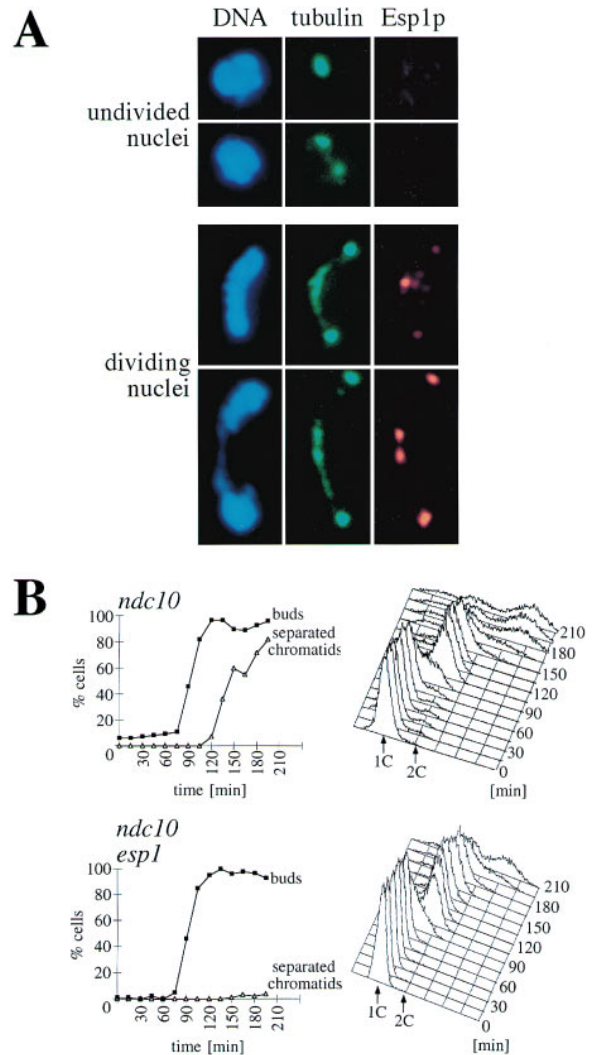 A
DNA tubulin Esp1p
undivided
nuclei
dividing
nuclei
B
ndc10
100
80
60
40
20
0
% cells
buds
separated
chromatids
30
60
90
120
150
180
210
time [min]
210
180
150
120
90
60
30
0
1C
2C
[min]
ndc10
esp1
100
80
60
40
20
0
% cells
buds
separated
chromatids
30
60
90
120
150
180
210
time [min]
210
180
150
120
90
60
30
0
1C
2C
[min]